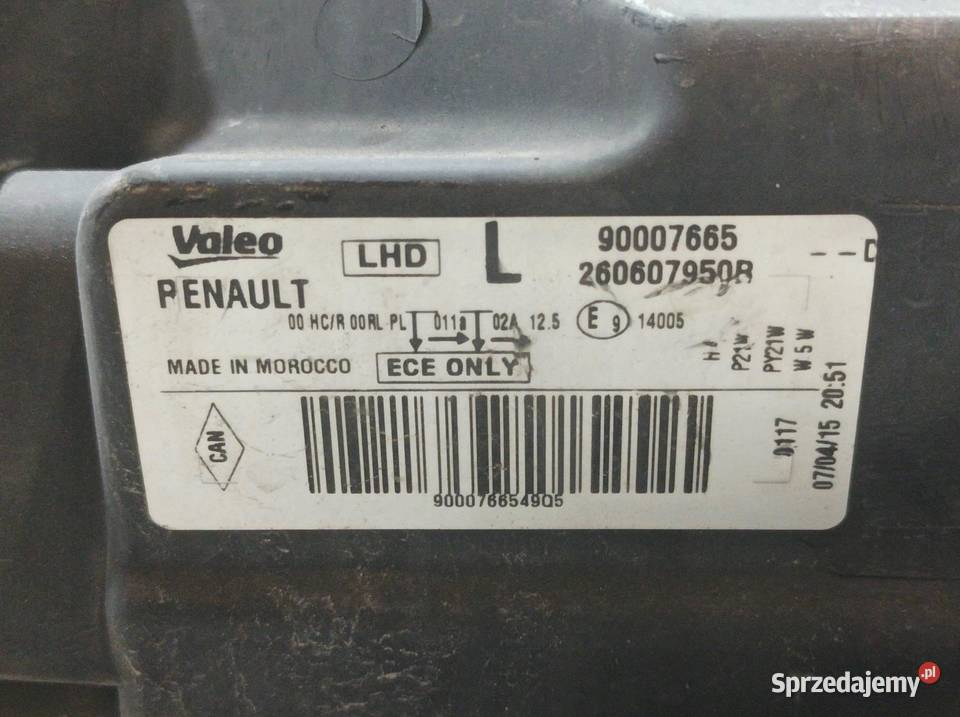 Valeo LHD L 90007665
RENAULT 260607950R --D
00 HC/R 00RL PL 011a 02A 12.5 E 9 14005
MADE IN MOROCCO ECE ONLY
P21W
PY21W
W5W
CAN
9000766549Q5
0117
07/04/15 20:51
Sprzedajemy.pl